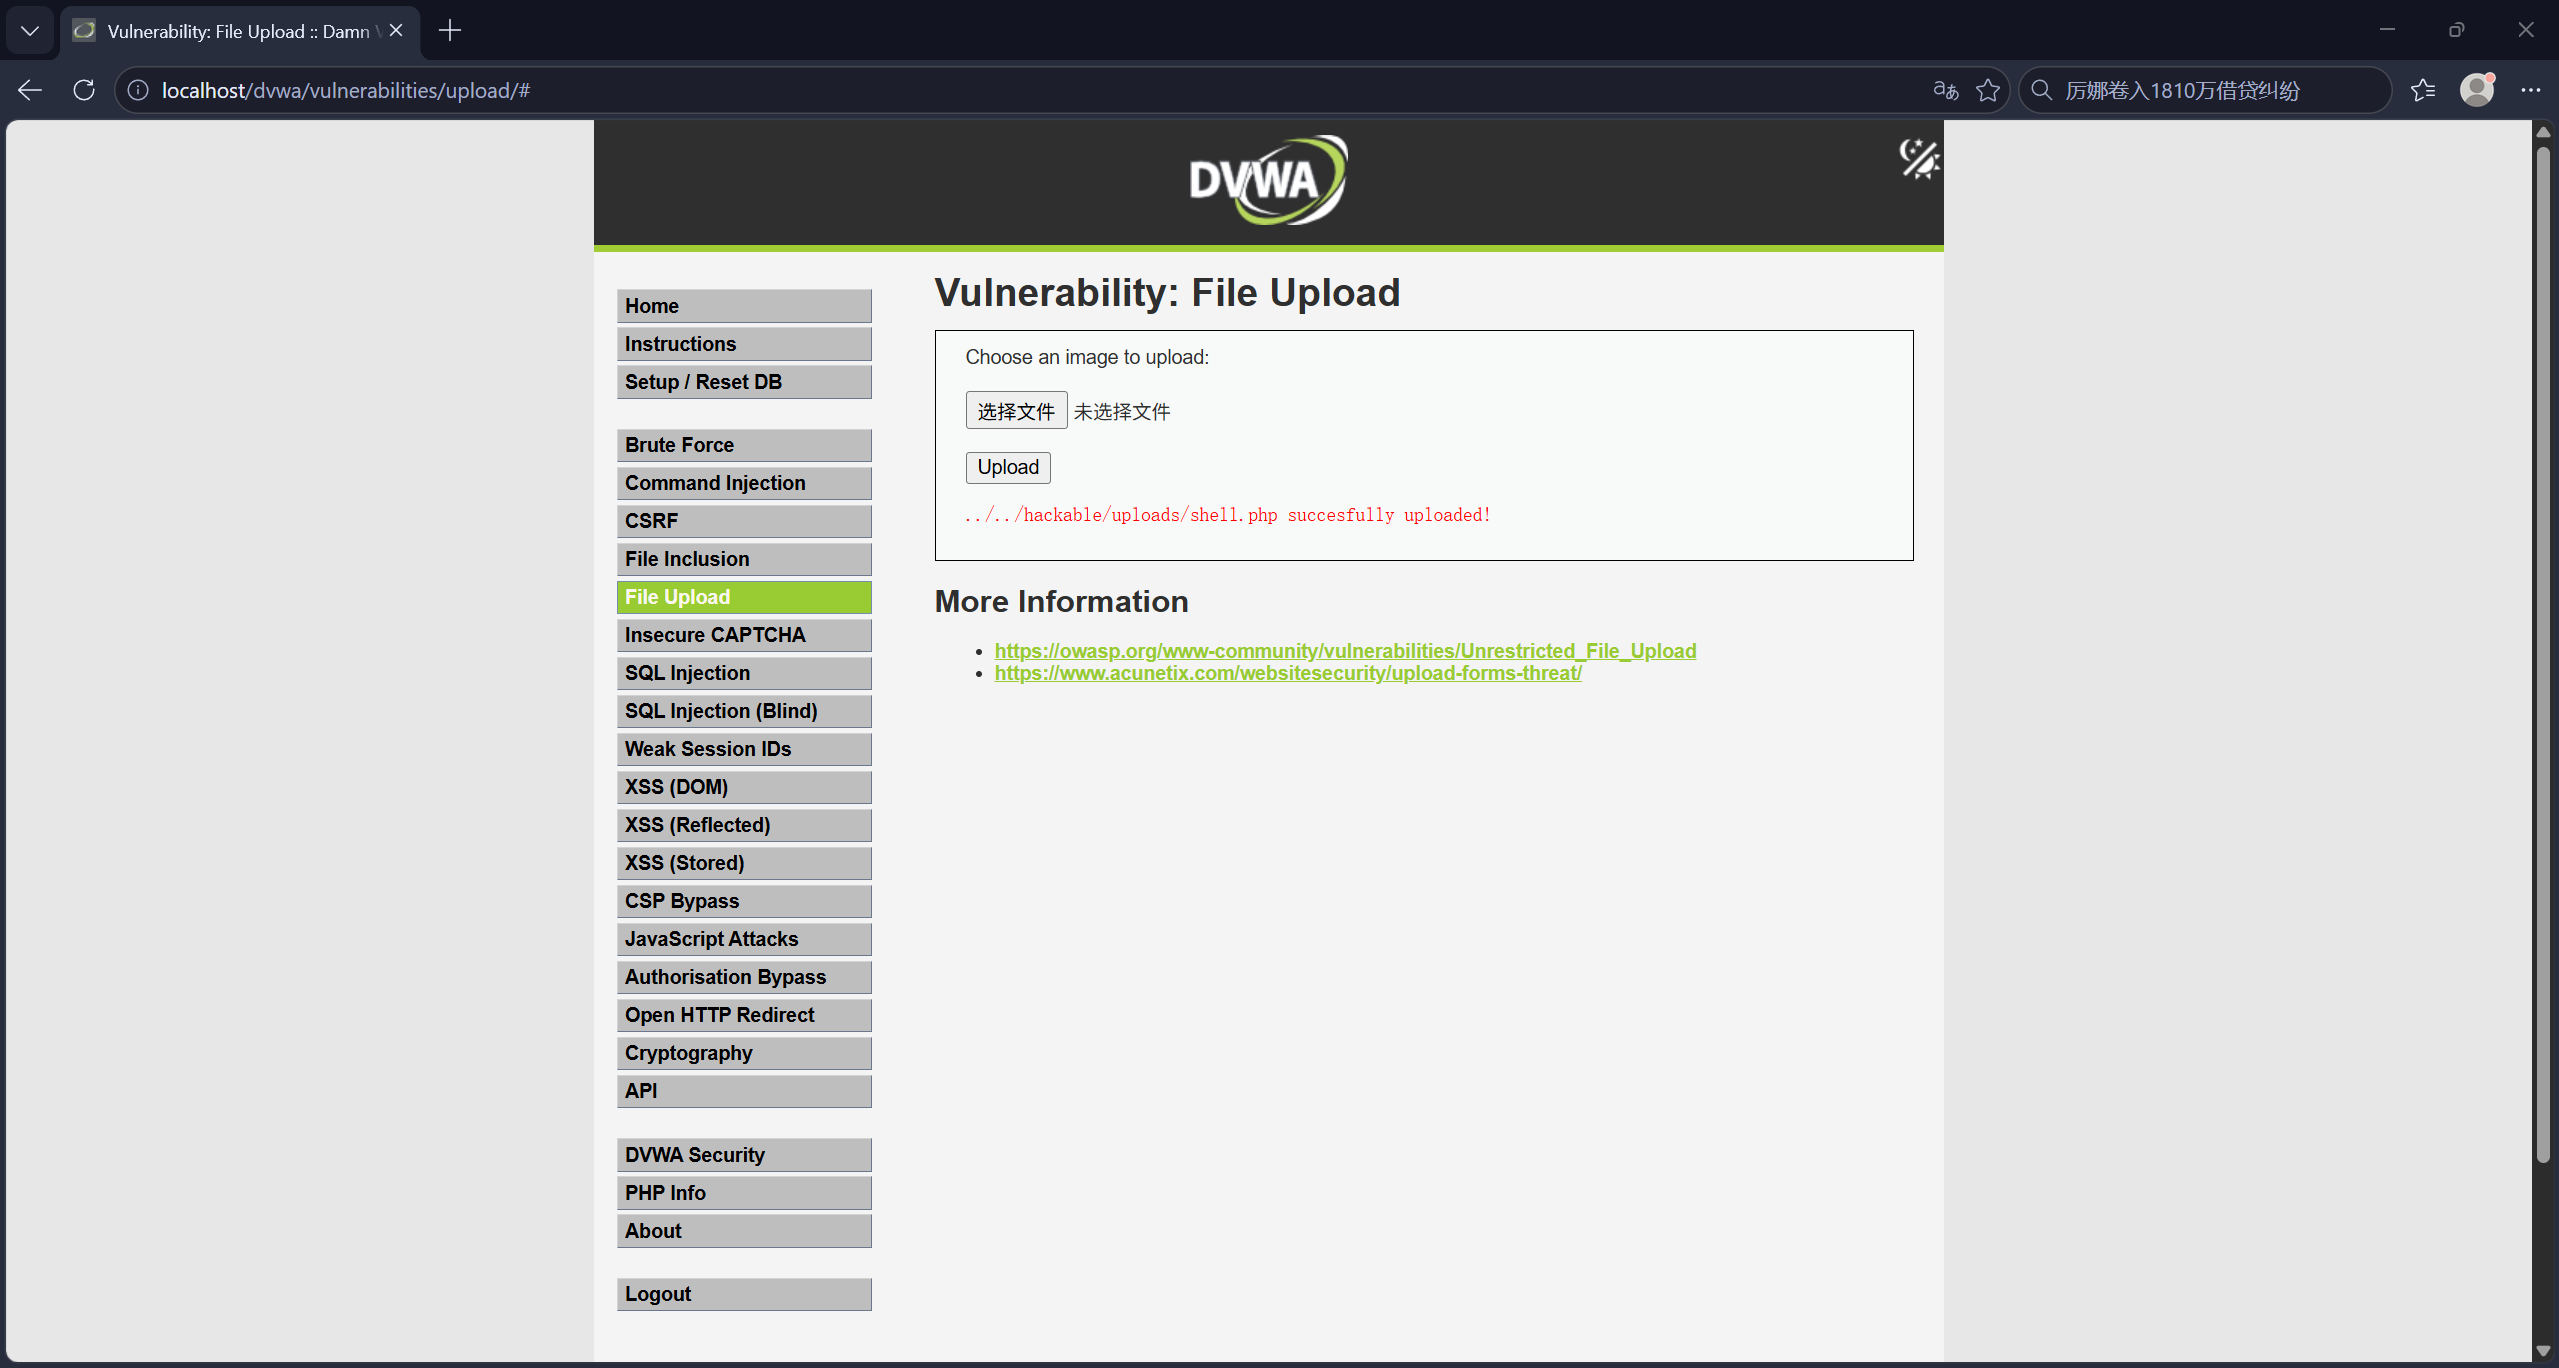 Vulnerability: File Upload :: Damn V
localhost/dvwa/vulnerabilities/upload/#
厉娜卷入1810万借贷纠纷
DVWA
Home
Instructions
Setup / Reset DB
Brute Force
Command Injection
CSRF
File Inclusion
File Upload
Insecure CAPTCHA
SQL Injection
SQL Injection (Blind)
Weak Session IDs
XSS (DOM)
XSS (Reflected)
XSS (Stored)
CSP Bypass
JavaScript Attacks
Authorisation Bypass
Open HTTP Redirect
Cryptography
API
DVWA Security
PHP Info
About
Logout
Vulnerability: File Upload
Choose an image to upload:
选择文件 未选择文件
Upload
../../hackable/uploads/shell.php succesfully uploaded!
More Information
https://owasp.org/www-community/vulnerabilities/Unrestricted_File_Upload
https://www.acunetix.com/websitesecurity/upload-forms-threat/